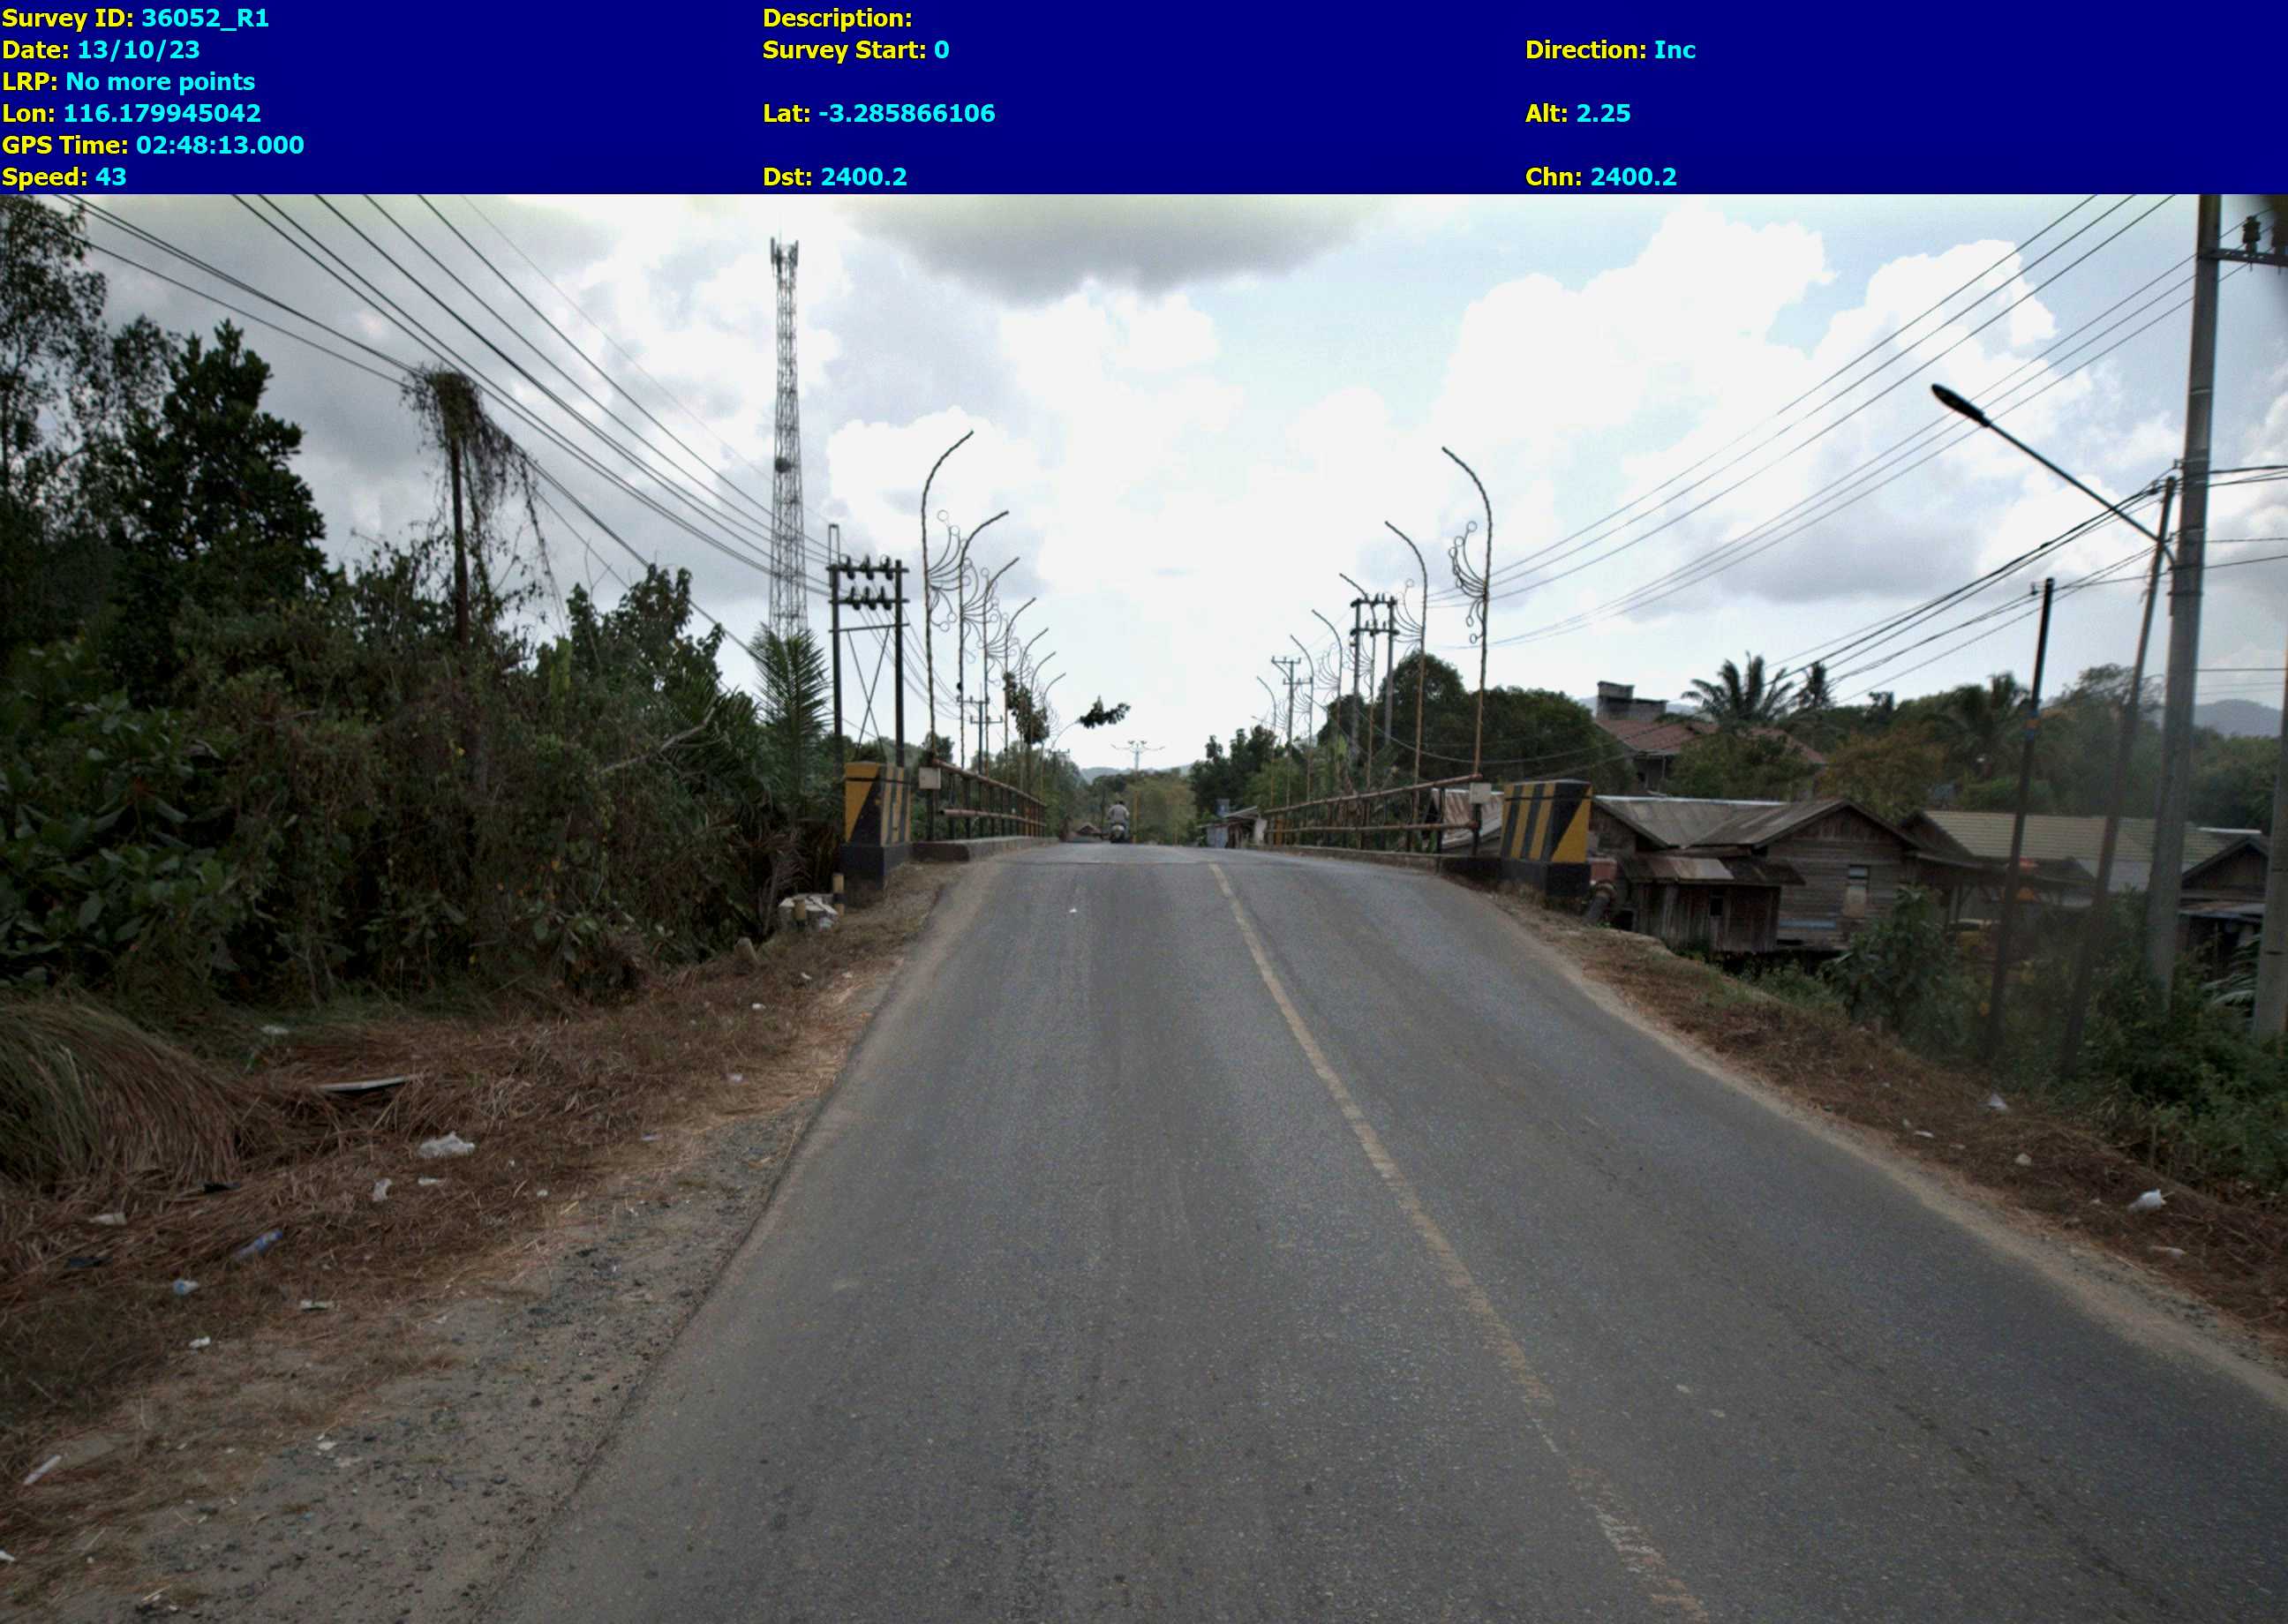 Survey ID: 36052_R1 Description:
Date: 13/10/23 Survey Start: 0 Direction: Inc
LRP: No more points
Lon: 116.179945042 Lat: -3.285866106 Alt: 2.25
GPS Time: 02:48:13.000
Speed: 43 Dst: 2400.2 Chn: 2400.2